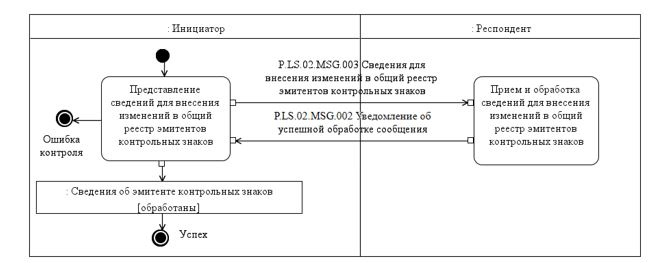 : Инициатор
: Респондент
P.LS.02.MSG.003 Сведения для
внесения изменений в общий реестр
эмитентов контрольных знаков
Представление
сведений для внесения
изменений в общий
реестр эмитентов
контрольных знаков
Прием и обработка
сведений для внесения
изменений в общий
реестр эмитентов
контрольных знаков
P.LS.02.MSG.002 Уведомление об
успешной обработке сообщения
Ошибка
контроля
: Сведения об эмитенте контрольных знаков
[обработаны]
Успех